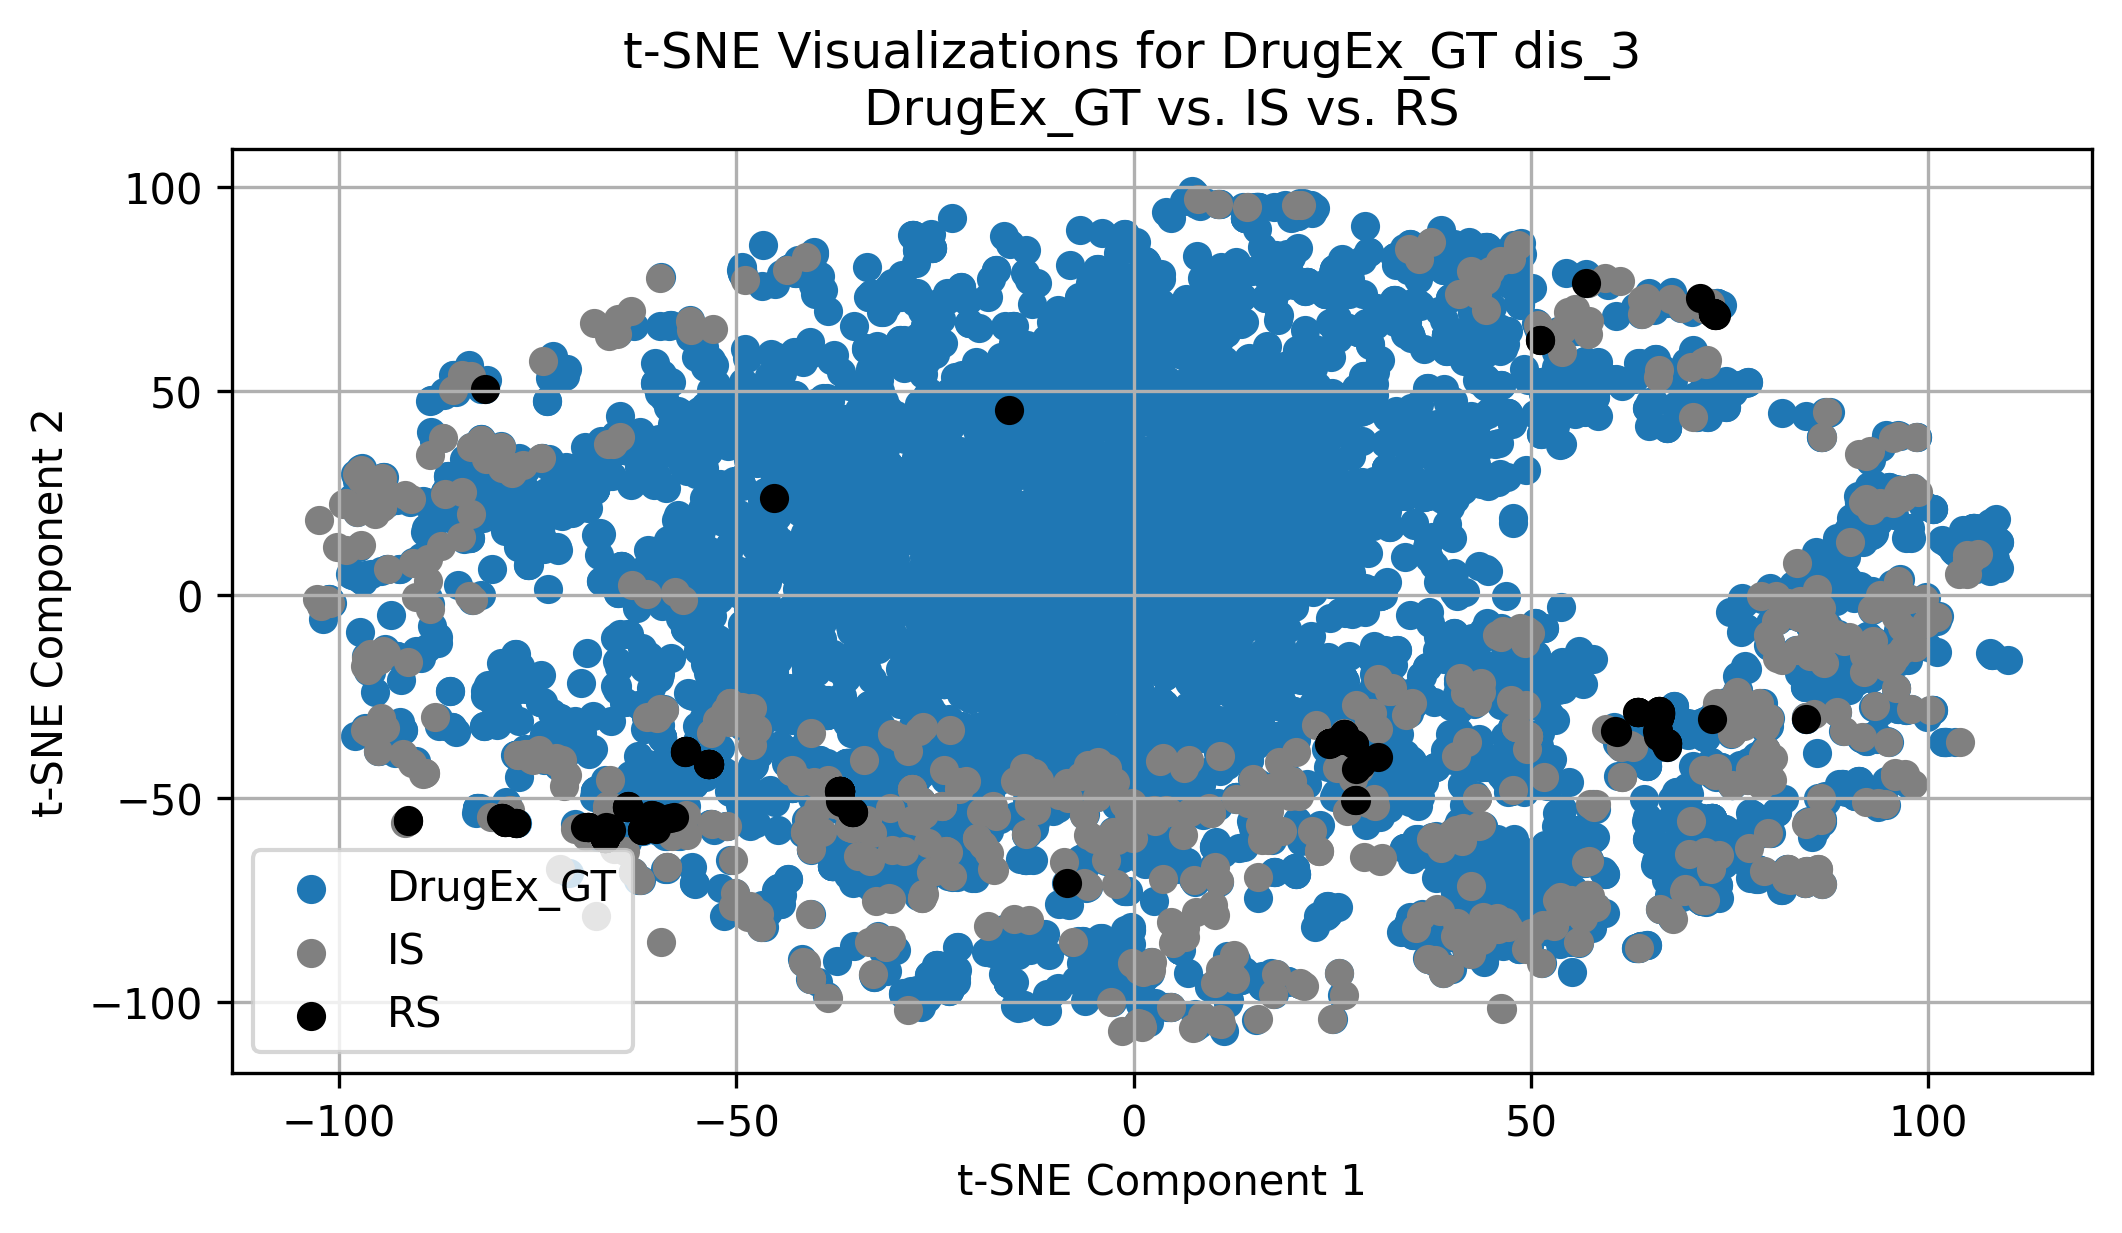 t-SNE Visualizations for DrugEx_GT dis_3
DrugEx_GT vs. IS vs. RS
t-SNE Component 2
100
50
0
−50
−100
DrugEx_GT
IS
RS
−100
−50
0
50
100
t-SNE Component 1